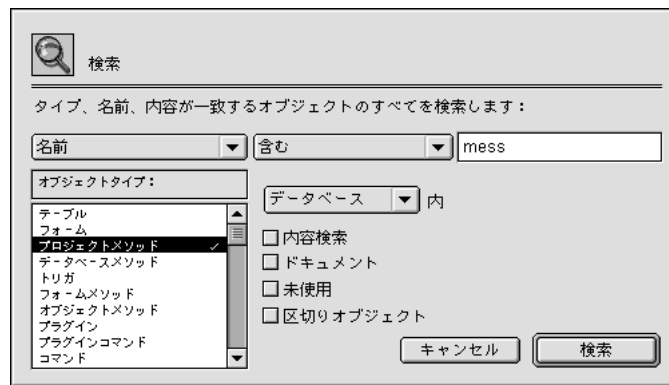 検索
タイプ、名前、内容が一致するオブジェクトのすべてを検索します：
名前 含む mess
オブジェクトタイプ：
データベース 内
テーブル
フォーム
プロジェクトメソッド ✓
データベースメソッド
トリガ
フォームメソッド
オブジェクトメソッド
プラグイン
プラグインコマンド
コマンド
内容検索
ドキュメント
未使用
区切りオブジェクト
キャンセル 検索